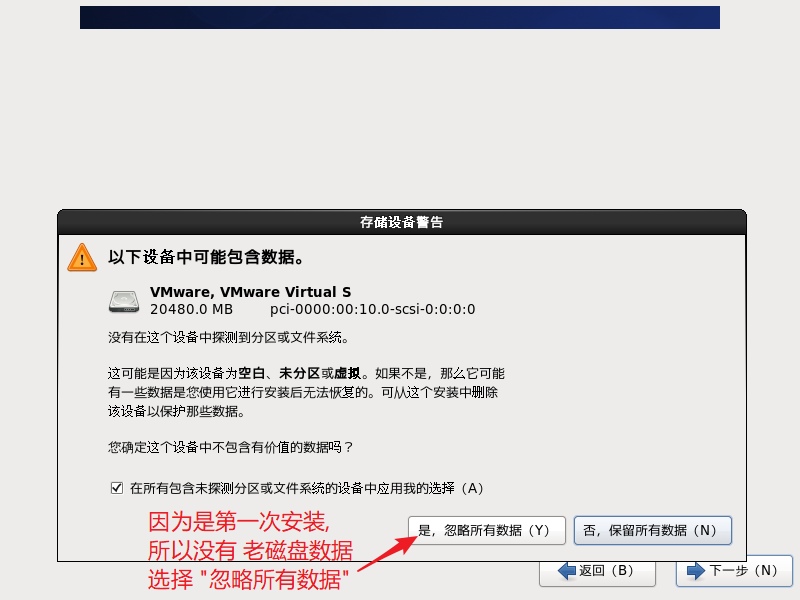 存储设备警告
以下设备中可能包含数据。
VMware, VMware Virtual S
20480.0 MB pci-0000:00:10.0-scsi-0:0:0:0
没有在这个设备中探测到分区或文件系统。
这可能是因为该设备为空白、未分区或虚拟。如果不是，那么它可能
有一些数据是您使用它进行安装后无法恢复的。可从这个安装中删除
该设备以保护那些数据。
您确定这个设备中不包含有价值的数据吗？
在所有包含未探测分区或文件系统的设备中应用我的选择（A）
因为是第一次安装,
所以没有 老磁盘数据
选择 "忽略所有数据"
是，忽略所有数据（Y）
否，保留所有数据（N）
返回（B）
下一步（N）